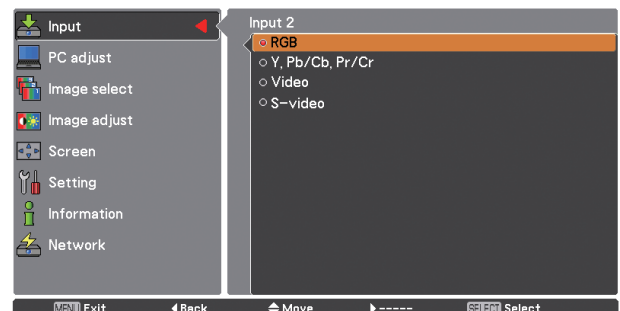 Input
PC adjust
Image select
Image adjust
Screen
Setting
Information
Network
Input 2
RGB
Y, Pb/Cb, Pr/Cr
Video
S-video
MENU Exit Back Move ----- SELECT Select